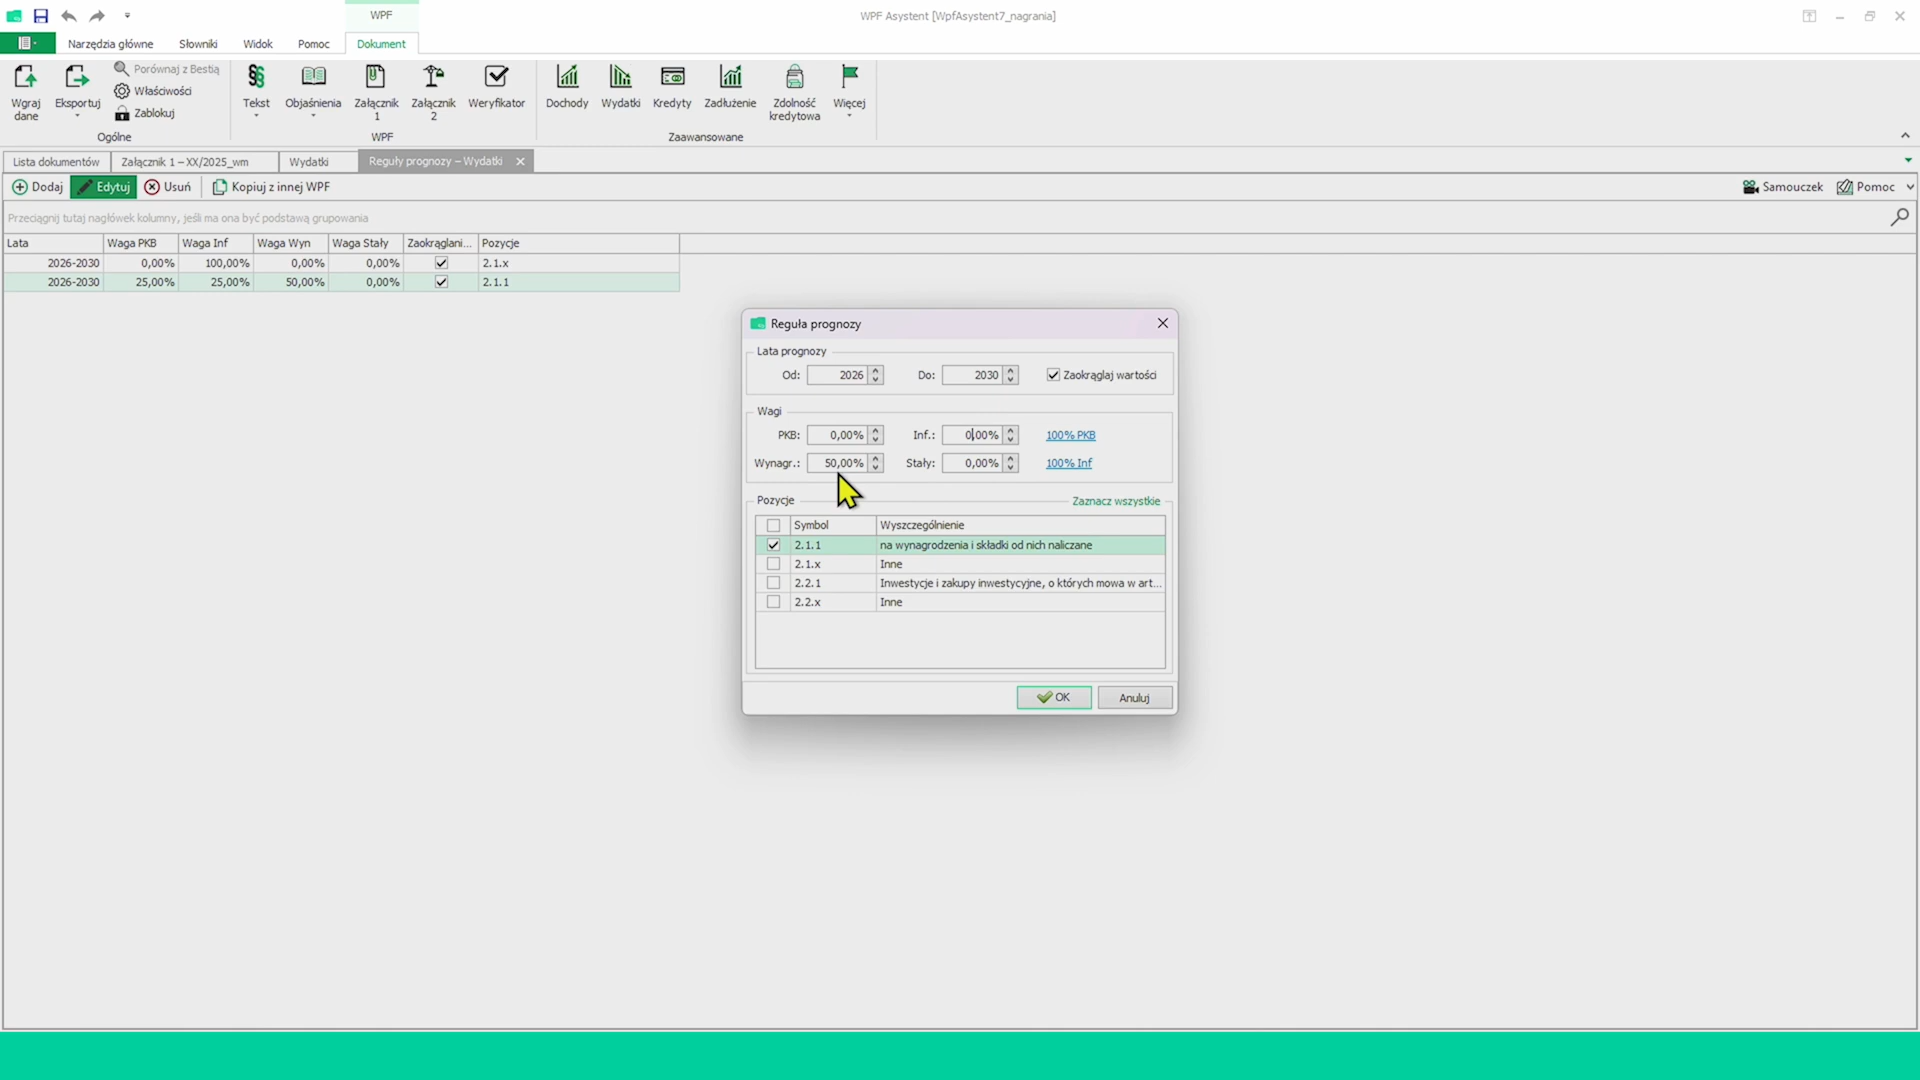 WPF
WPF Asystent [WpfAsystent7_nagrania]
Narzędzia główne
Słowniki
Widok
Pomoc
Dokument
Wgraj dane
Eksportuj
Porównaj z Bestią
Właściwości
Zablokuj
Ogólne
Tekst
Objaśnienia
Załącznik 1
Załącznik 2
Weryfikator
WPF
Dochody
Wydatki
Kredyty
Zadłużenie
Zdolność kredytowa
Więcej
Zaawansowane
Lista dokumentów
Załącznik 1 – XX/2025_wm
Wydatki
Reguły prognozy – Wydatki
Dodaj
Edytuj
Usuń
Kopiuj z innej WPF
Samouczek
Pomoc
Przeciągnij tutaj nagłówek kolumny, jeśli ma ona być podstawą grupowania
Lata Waga PKB Waga Inf Waga Wyn Waga Stały Zaokrąglani... Pozycje
2026-2030 0,00% 100,00% 0,00% 0,00% 2.1.x
2026-2030 25,00% 25,00% 50,00% 0,00% 2.1.1
Reguła prognozy
Lata prognozy
Od: 2026 Do: 2030 Zaokrąglaj wartości
Wagi
PKB: 0,00% Inf.: 0,00% 100% PKB
Wynagr.: 50,00% Stały: 0,00% 100% Inf
Pozycje Zaznacz wszystkie
Symbol Wyszczególnienie
2.1.1 na wynagrodzenia i składki od nich naliczane
2.1.x Inne
2.2.1 Inwestycje i zakupy inwestycyjne, o których mowa w art...
2.2.x Inne
OK
Anuluj